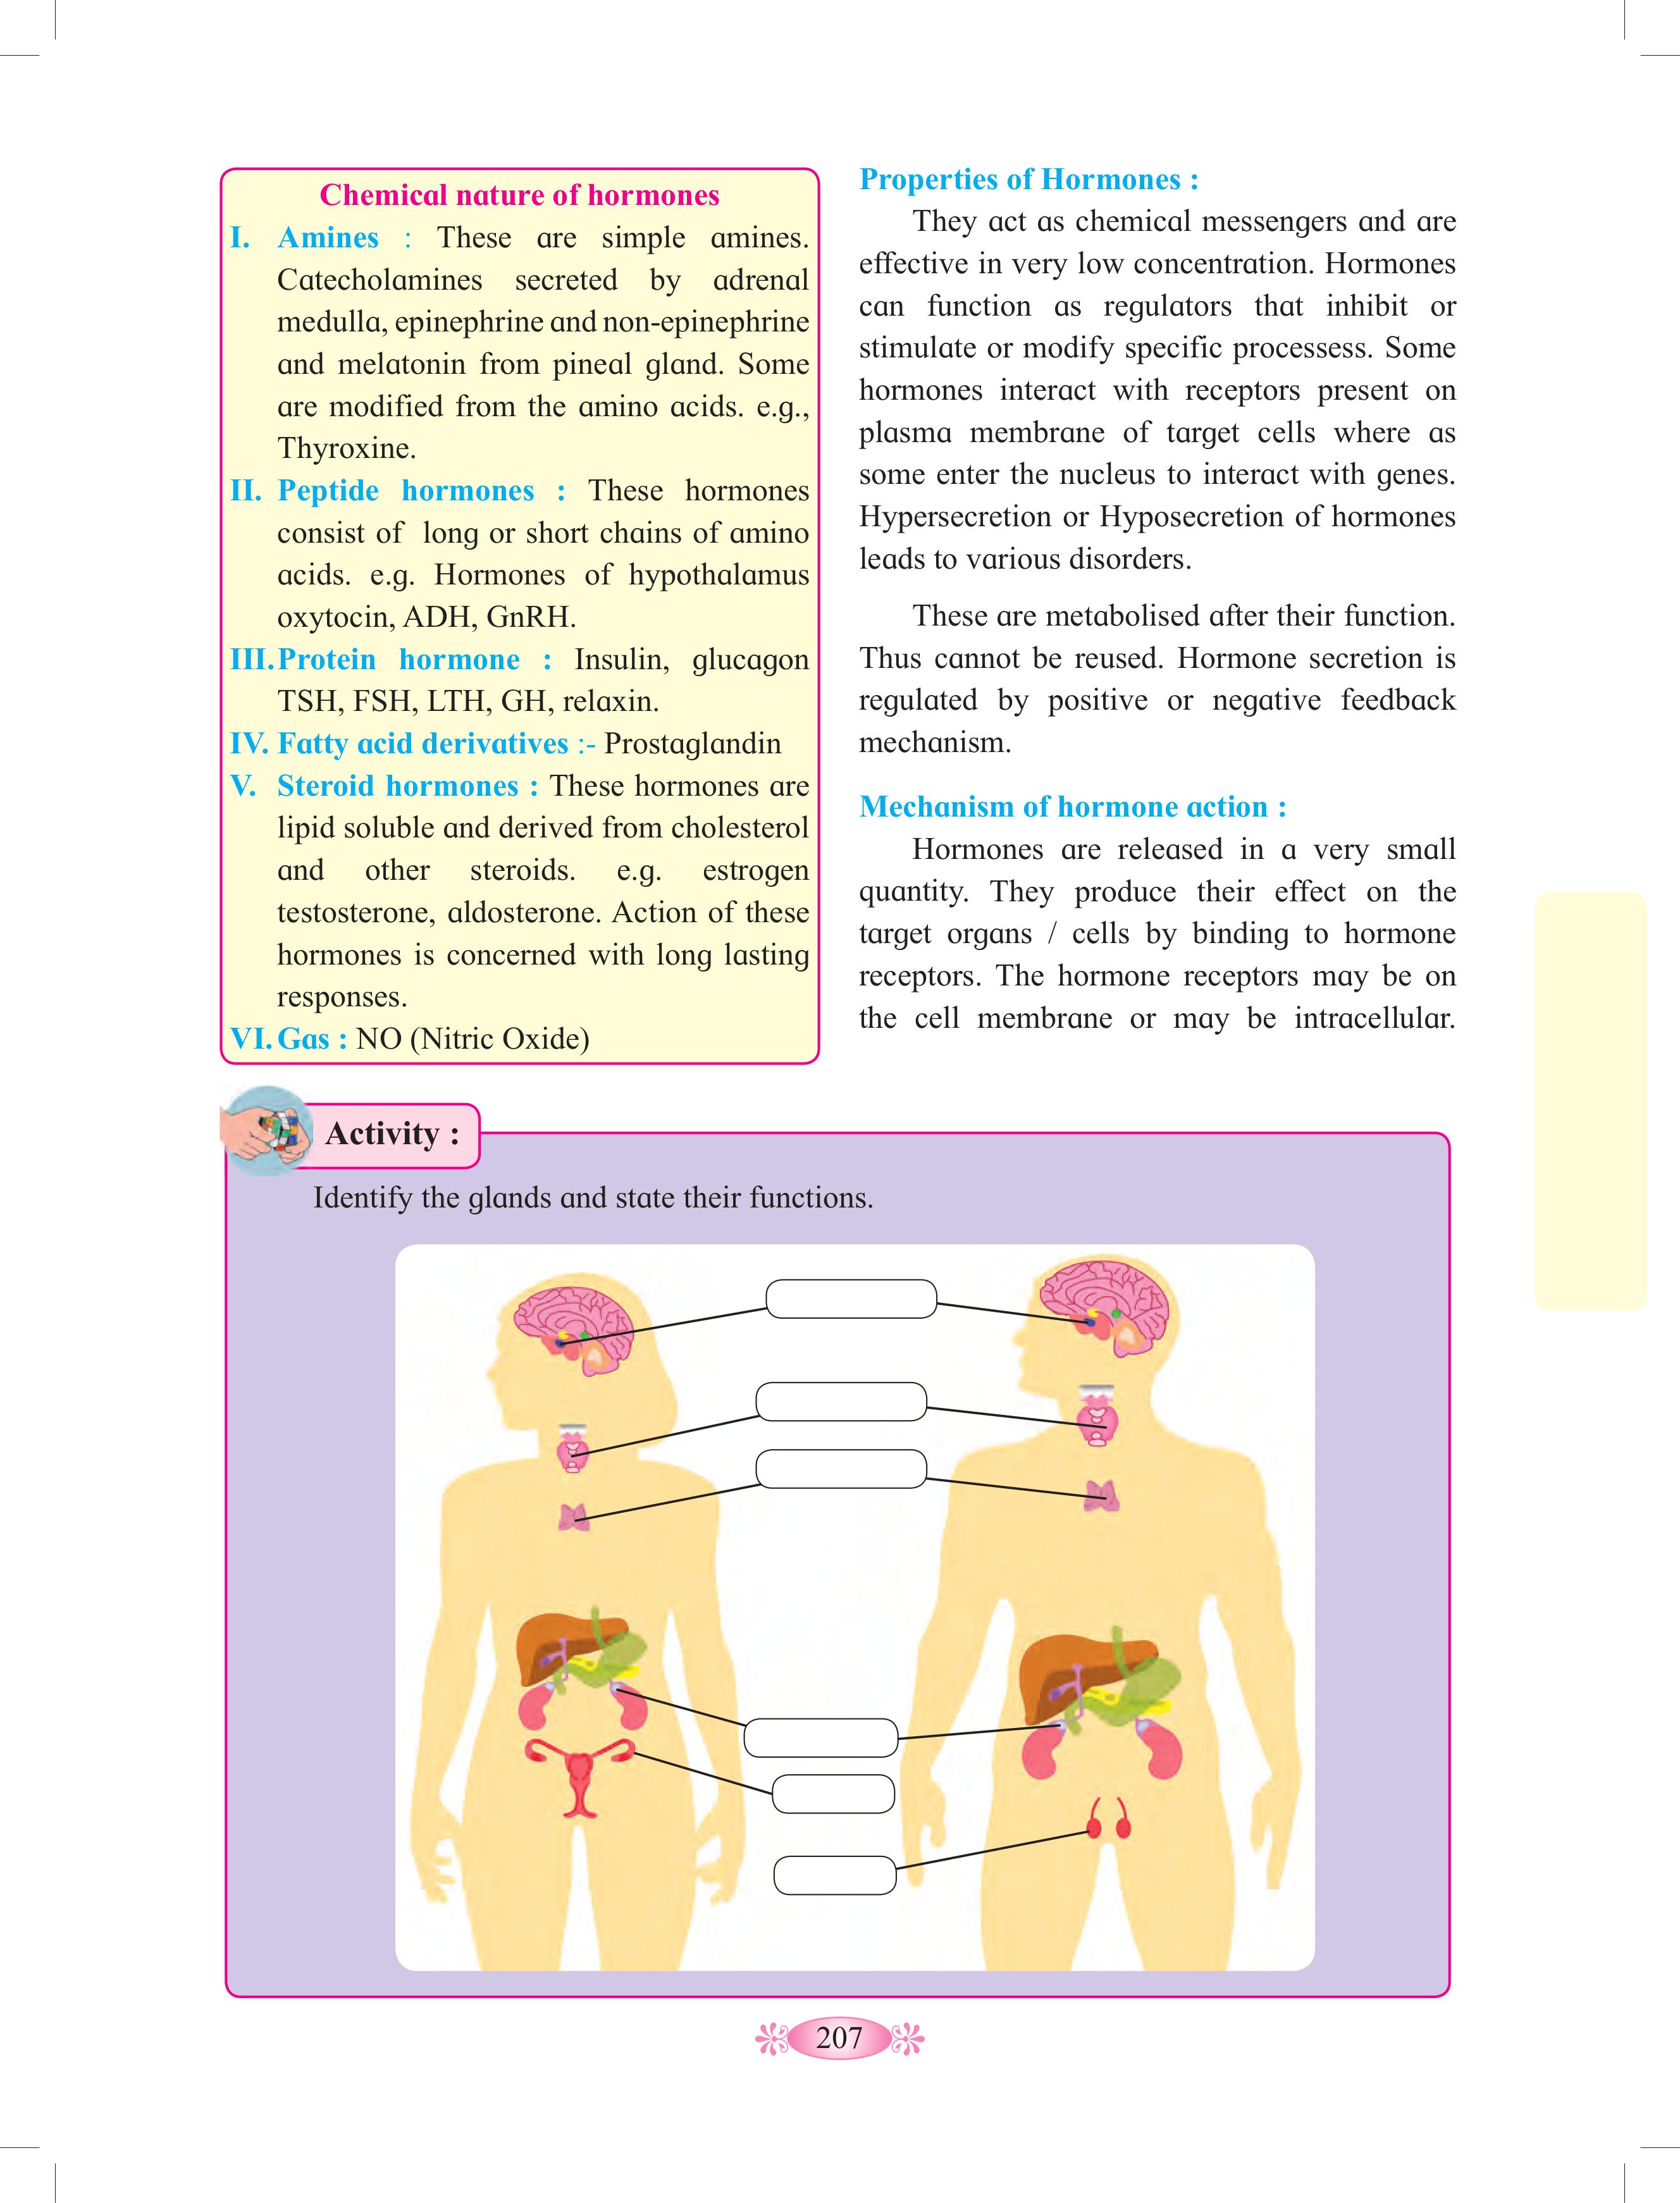 Chemical nature of hormones
I. Amines : These are simple amines.
Catecholamines secreted by adrenal
medulla, epinephrine and non-epinephrine
and melatonin from pineal gland. Some
are modified from the amino acids. e.g.,
Thyroxine.
II. Peptide hormones : These hormones
consist of long or short chains of amino
acids. e.g. Hormones of hypothalamus
oxytocin, ADH, GnRH.
III. Protein hormone : Insulin, glucagon
TSH, FSH, LTH, GH, relaxin.
IV. Fatty acid derivatives :- Prostaglandin
V. Steroid hormones : These hormones are
lipid soluble and derived from cholesterol
and other steroids. e.g. estrogen
testosterone, aldosterone. Action of these
hormones is concerned with long lasting
responses.
VI. Gas : NO (Nitric Oxide)
Properties of Hormones :
They act as chemical messengers and are
effective in very low concentration. Hormones
can function as regulators that inhibit or
stimulate or modify specific processess. Some
hormones interact with receptors present on
plasma membrane of target cells where as
some enter the nucleus to interact with genes.
Hypersecretion or Hyposecretion of hormones
leads to various disorders.
These are metabolised after their function.
Thus cannot be reused. Hormone secretion is
regulated by positive or negative feedback
mechanism.
Mechanism of hormone action :
Hormones are released in a very small
quantity. They produce their effect on the
target organs / cells by binding to hormone
receptors. The hormone receptors may be on
the cell membrane or may be intracellular.
Activity :
Identify the glands and state their functions.
207